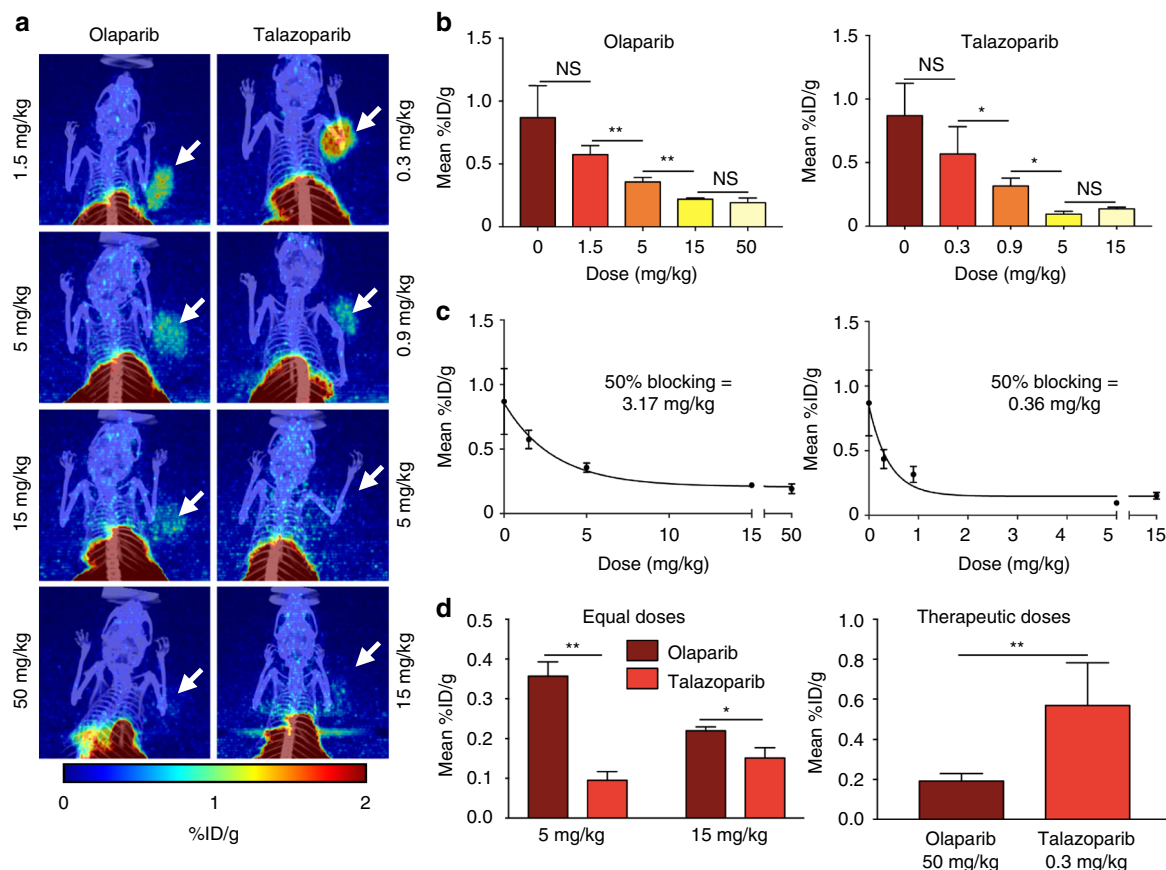 a
Olaparib
Talazoparib
1.5 mg/kg
0.3 mg/kg
5 mg/kg
0.9 mg/kg
15 mg/kg
5 mg/kg
50 mg/kg
15 mg/kg
0 1 2
%ID/g
b
Olaparib
Mean %ID/g
1.5
1.0
0.5
0
NS
**
**
NS
0 1.5 5 15 50
Dose (mg/kg)
Talazoparib
Mean %ID/g
1.5
1.0
0.5
0
NS
*
*
NS
0 0.3 0.9 5 15
Dose (mg/kg)
c
Mean %ID/g
1.5
1.0
0.5
0
50% blocking =
3.17 mg/kg
0 5 10 15 50
Dose (mg/kg)
Mean %ID/g
1.5
1.0
0.5
0
50% blocking =
0.36 mg/kg
0 1 2 3 4 5 15
Dose (mg/kg)
d
Equal doses
Mean %ID/g
0.5
0.4
0.3
0.2
0.1
0
**
*
Olaparib
Talazoparib
5 mg/kg 15 mg/kg
Therapeutic doses
Mean %ID/g
1.0
0.8
0.6
0.4
0.2
0.0
**
Olaparib Talazoparib
50 mg/kg 0.3 mg/kg